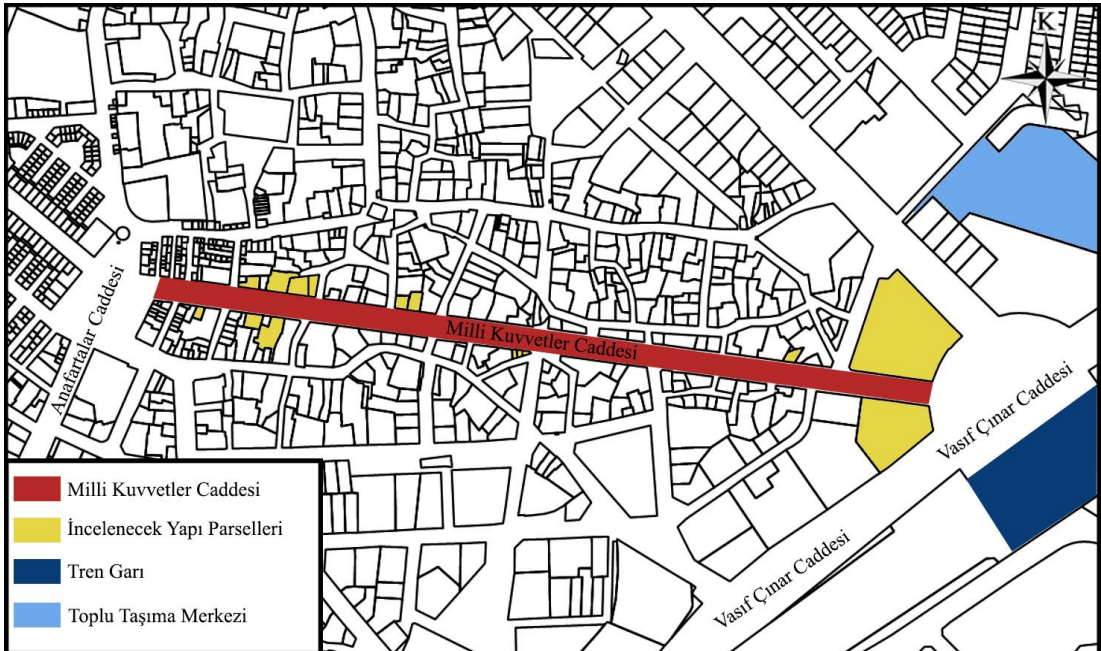 K
Anafartalar Caddesi
Milli Kuvvetler Caddesi
Vasıf Çınar Caddesi
Vasıf Çınar Caddesi
Milli Kuvvetler Caddesi
İncelenecek Yapı Parselleri
Tren Garı
Toplu Taşıma Merkezi